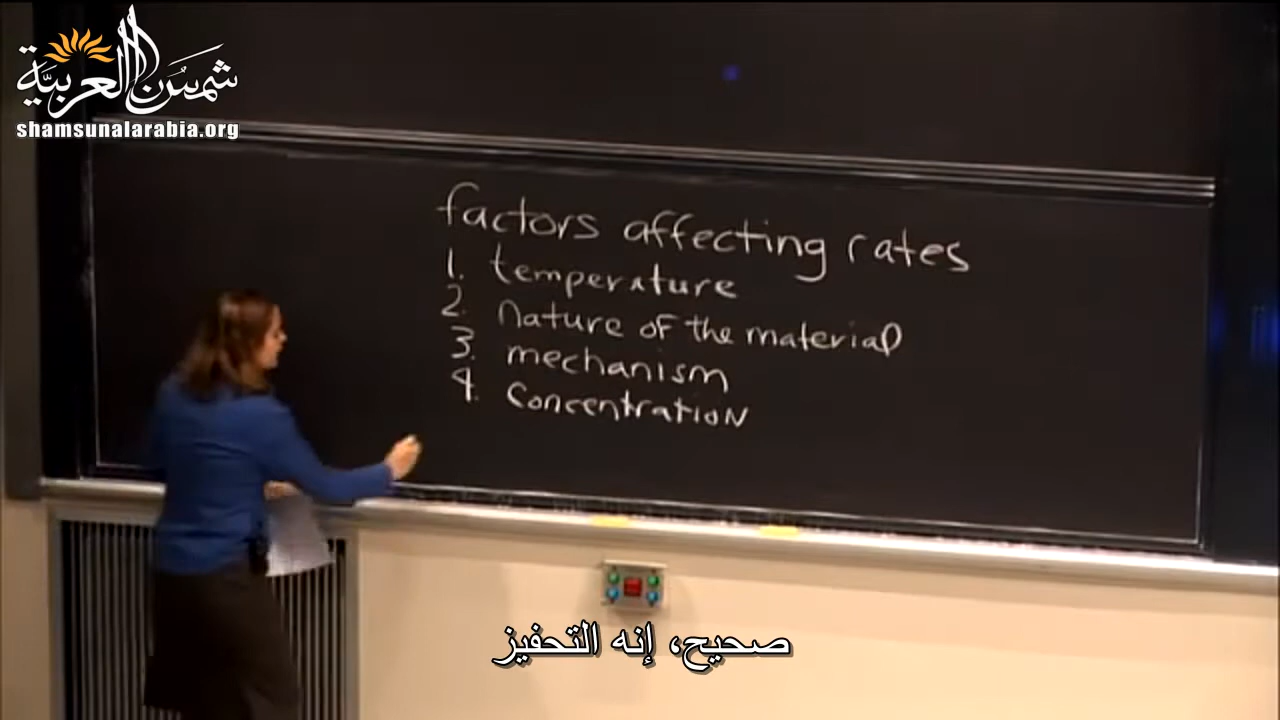 شمسُ العربيَّة
shamsunalarabia.org
factors affecting rates
1. temperature
2. nature of the material
3. mechanism
4. concentration
صحيح، إنه التحفيز